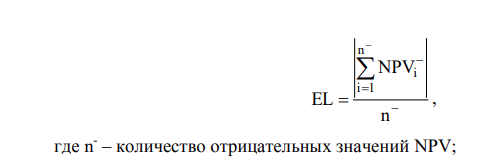 EL = |∑_{i=1}^{n⁻} NPV_i⁻| / n⁻ ,
где n⁻ – количество отрицательных значений NPV;